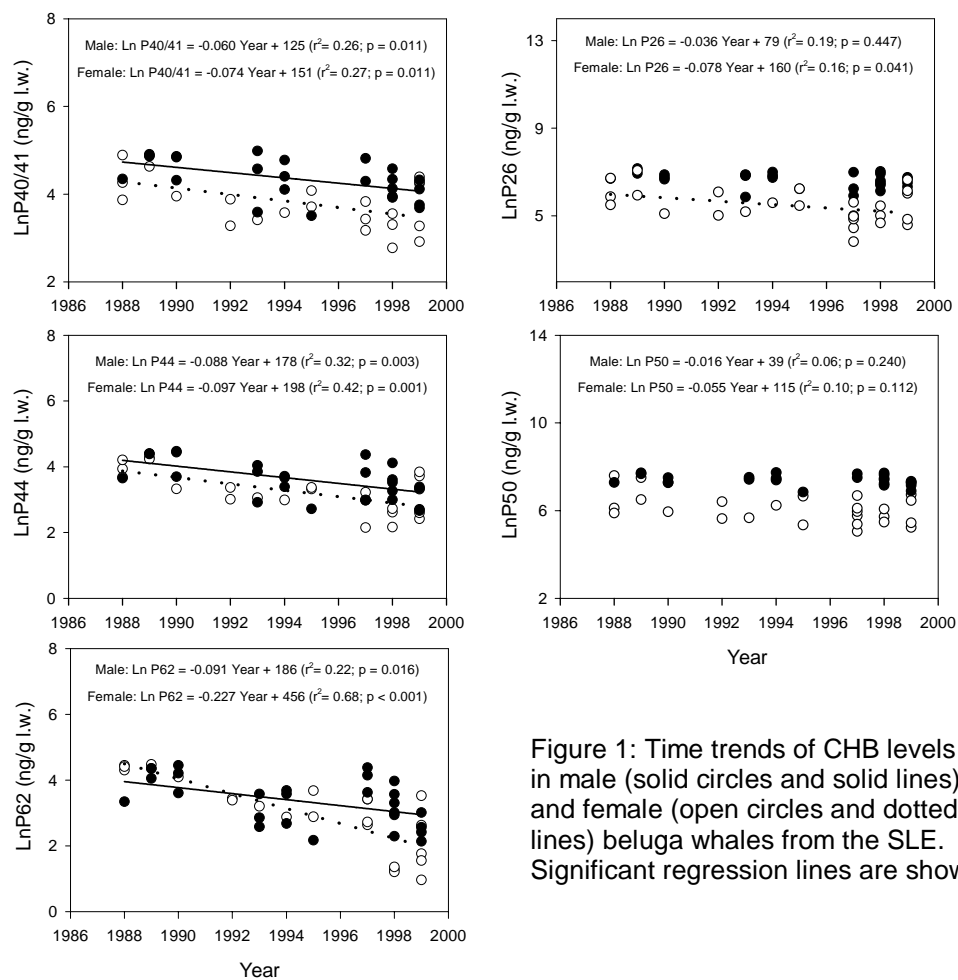 8
6
4
2
LnP40/41 (ng/g l.w.)
Male: Ln P40/41 = -0.060 Year + 125 (r²= 0.26; p = 0.011)
Female: Ln P40/41 = -0.074 Year + 151 (r²= 0.27; p = 0.011)
1986 1988 1990 1992 1994 1996 1998 2000
13
9
5
LnP26 (ng/g l.w.)
Male: Ln P26 = -0.036 Year + 79 (r²= 0.19; p = 0.447)
Female: Ln P26 = -0.078 Year + 160 (r²= 0.16; p = 0.041)
1986 1988 1990 1992 1994 1996 1998 2000
8
6
4
2
0
LnP44 (ng/g l.w.)
Male: Ln P44 = -0.088 Year + 178 (r²= 0.32; p = 0.003)
Female: Ln P44 = -0.097 Year + 198 (r²= 0.42; p = 0.001)
1986 1988 1990 1992 1994 1996 1998 2000
14
10
6
2
LnP50 (ng/g l.w.)
Male: Ln P50 = -0.016 Year + 39 (r²= 0.06; p = 0.240)
Female: Ln P50 = -0.055 Year + 115 (r²= 0.10; p = 0.112)
1986 1988 1990 1992 1994 1996 1998 2000
Year
8
6
4
2
0
LnP62 (ng/g l.w.)
Male: Ln P62 = -0.091 Year + 186 (r²= 0.22; p = 0.016)
Female: Ln P62 = -0.227 Year + 456 (r²= 0.68; p < 0.001)
1986 1988 1990 1992 1994 1996 1998 2000
Year
Figure 1: Time trends of CHB levels
in male (solid circles and solid lines)
and female (open circles and dotted
lines) beluga whales from the SLE.
Significant regression lines are show